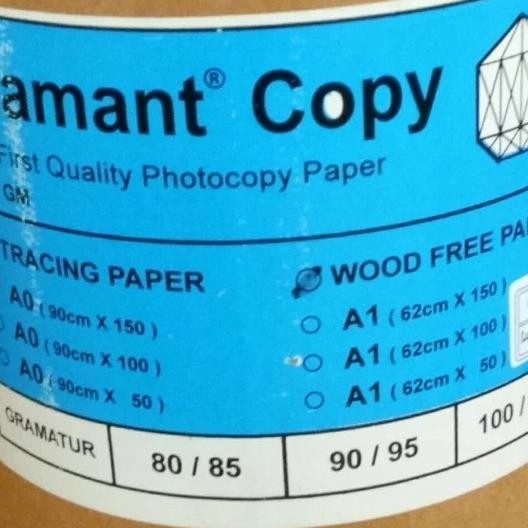 amant® Copy
First Quality Photocopy Paper
GM
TRACING PAPER
A0 (90cm X 150)
A0 (90cm X 100)
A0 (90cm X 50)
WOOD FREE PA
A1 (62cm X 150)
A1 (62cm X 100)
A1 (62cm X 50)
GRAMATUR 80 / 85 90 / 95 100 /